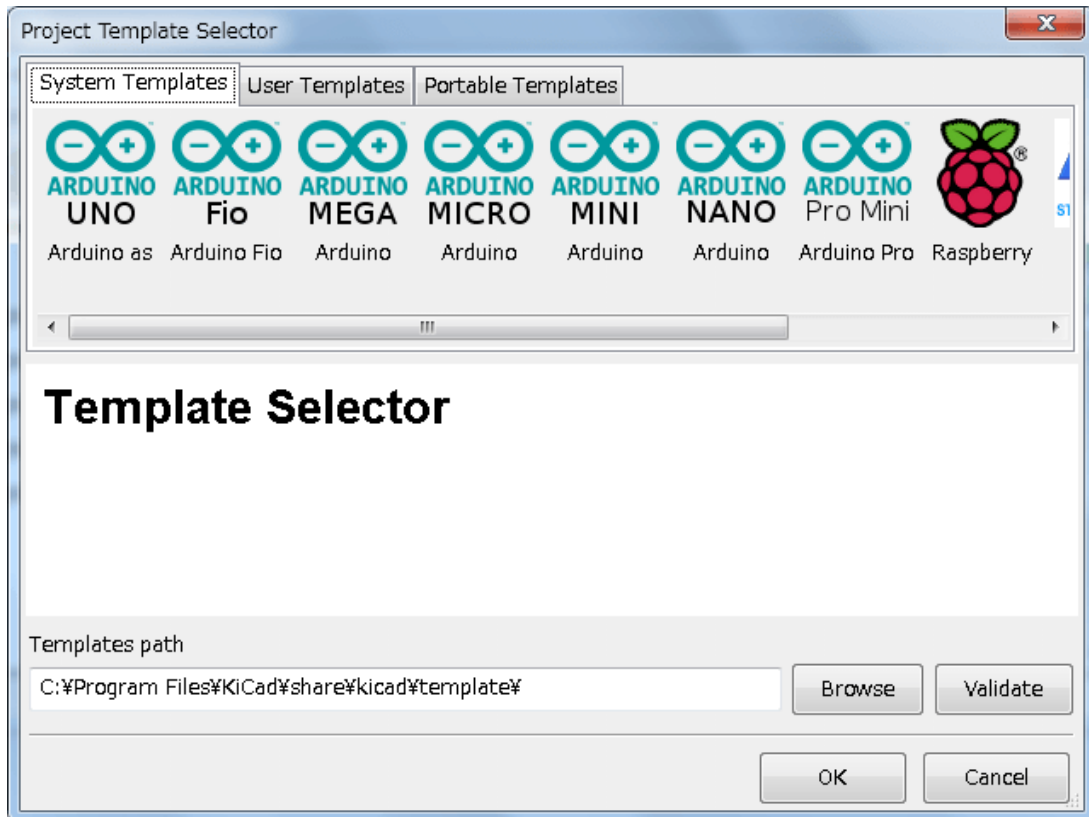 Project Template Selector
System Templates User Templates Portable Templates
ARDUINO ARDUINO ARDUINO ARDUINO ARDUINO ARDUINO ARDUINO ®
UNO Fio MEGA MICRO MINI NANO Pro Mini
Arduino as Arduino Fio Arduino Arduino Arduino Arduino Arduino Pro Raspberry
Template Selector
Templates path
C:¥Program Files¥KiCad¥share¥kicad¥template¥ Browse Validate
OK Cancel